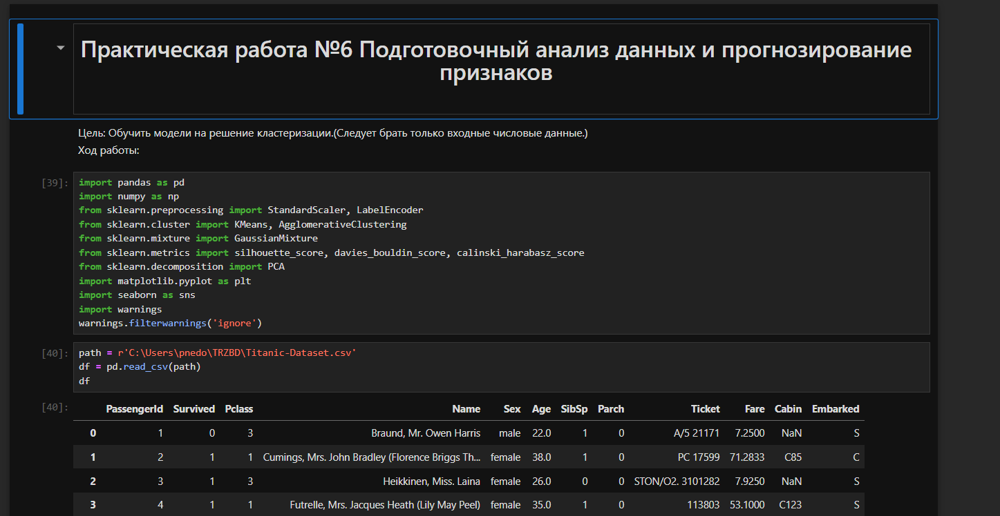 Практическая работа №6 Подготовочный анализ данных и прогнозирование
признаков
Цель: Обучить модели на решение кластеризации.(Следует брать только входные числовые данные.)
Ход работы:
[39]:
import pandas as pd
import numpy as np
from sklearn.preprocessing import StandardScaler, LabelEncoder
from sklearn.cluster import KMeans, AgglomerativeClustering
from sklearn.mixture import GaussianMixture
from sklearn.metrics import silhouette_score, davies_bouldin_score, calinski_harabasz_score
from sklearn.decomposition import PCA
import matplotlib.pyplot as plt
import seaborn as sns
import warnings
warnings.filterwarnings('ignore')
[40]:
path = r'C:\Users\pnedo\TRZBD\Titanic-Dataset.csv'
df = pd.read_csv(path)
df
[40]:
PassengerId Survived Pclass Name Sex Age SibSp Parch Ticket Fare Cabin Embarked
0 1 0 3 Braund, Mr. Owen Harris male 22.0 1 0 A/5 21171 7.2500 NaN S
1 2 1 1 Cumings, Mrs. John Bradley (Florence Briggs Th... female 38.0 1 0 PC 17599 71.2833 C85 C
2 3 1 3 Heikkinen, Miss. Laina female 26.0 0 0 STON/O2. 3101282 7.9250 NaN S
3 4 1 1 Futrelle, Mrs. Jacques Heath (Lily May Peel) female 35.0 1 0 113803 53.1000 C123 S